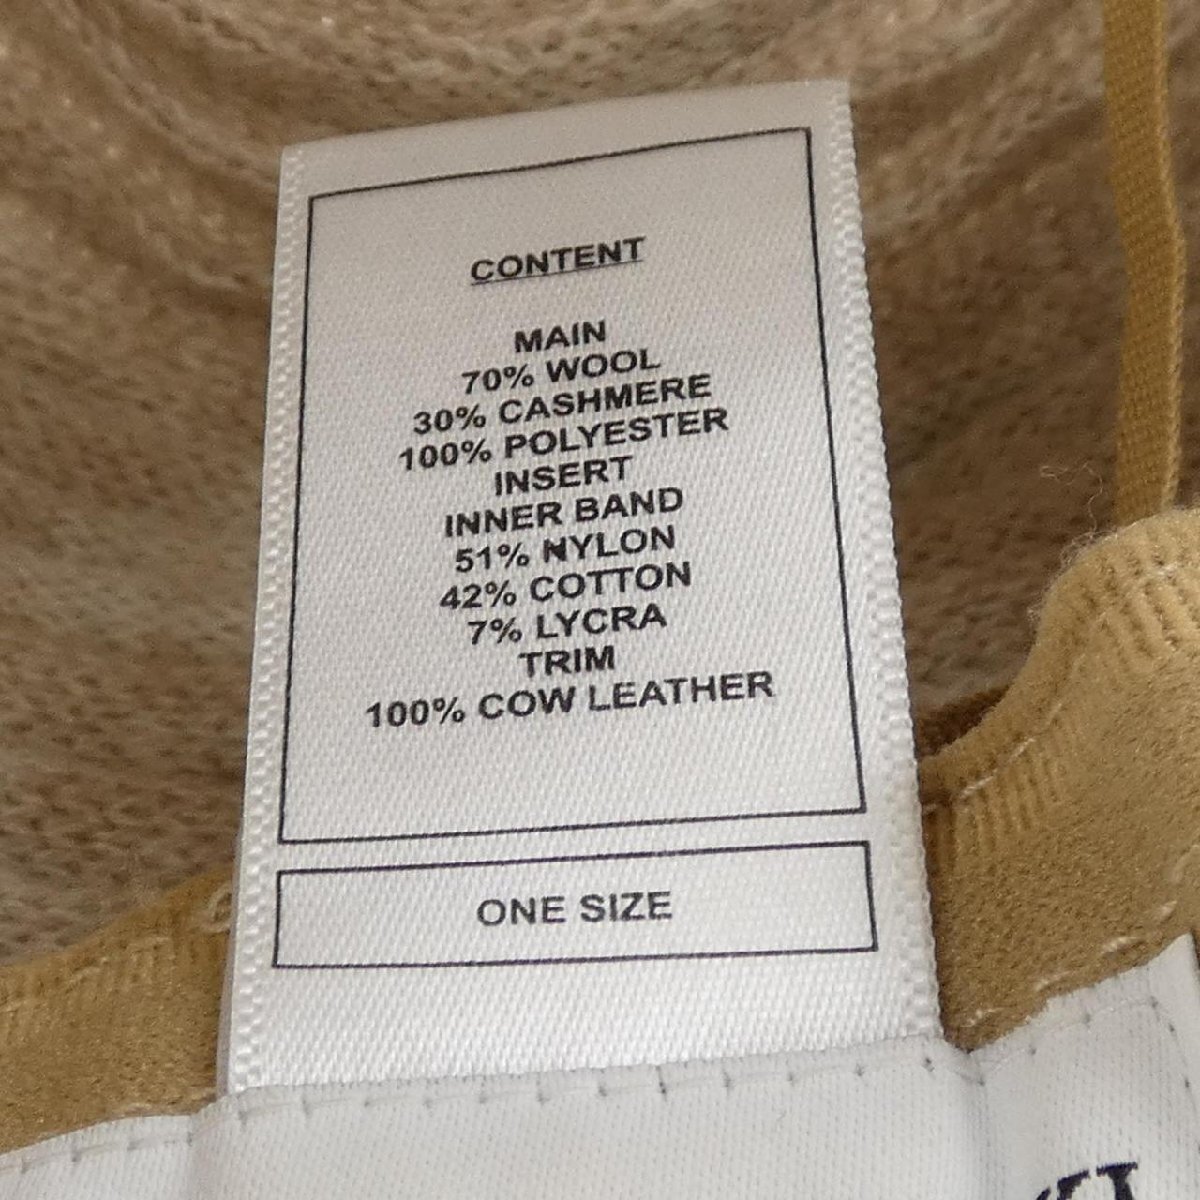 CONTENT
MAIN
70% WOOL
30% CASHMERE
100% POLYESTER
INSERT
INNER BAND
51% NYLON
42% COTTON
7% LYCRA
TRIM
100% COW LEATHER
ONE SIZE